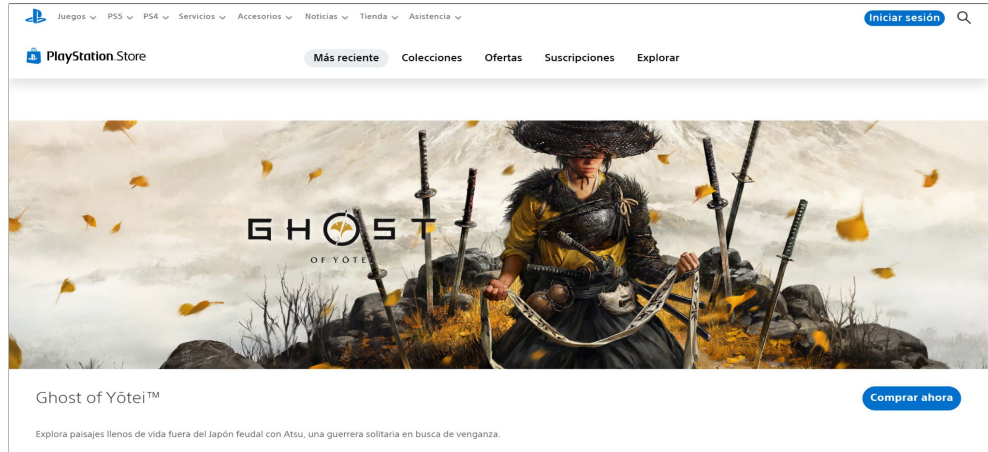 Juegos PS5 PS4 Servicios Accesorios Noticias Tienda Asistencia Iniciar sesión
PlayStation Store Más reciente Colecciones Ofertas Suscripciones Explorar
GHOST
OF YŌTEI
Ghost of Yōtei™ Comprar ahora
Explora paisajes llenos de vida fuera del Japón feudal con Atsu, una guerrera solitaria en busca de venganza.